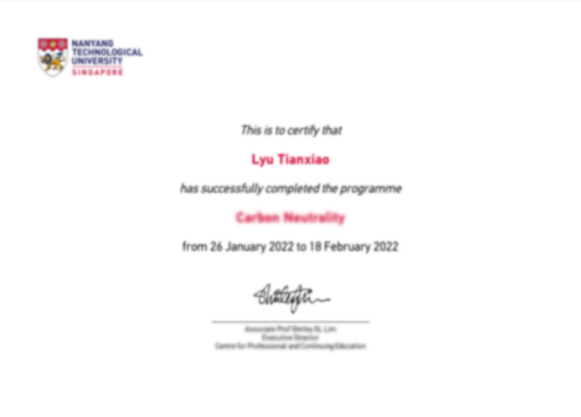 NANYANG
TECHNOLOGICAL
UNIVERSITY
SINGAPORE
This is to certify that
Lyu Tianxiao
has successfully completed the programme
Carbon Neutrality
from 26 January 2022 to 18 February 2022
Associate Prof Shirley SL Lim
Executive Director
Centre for Professional and Continuing Education